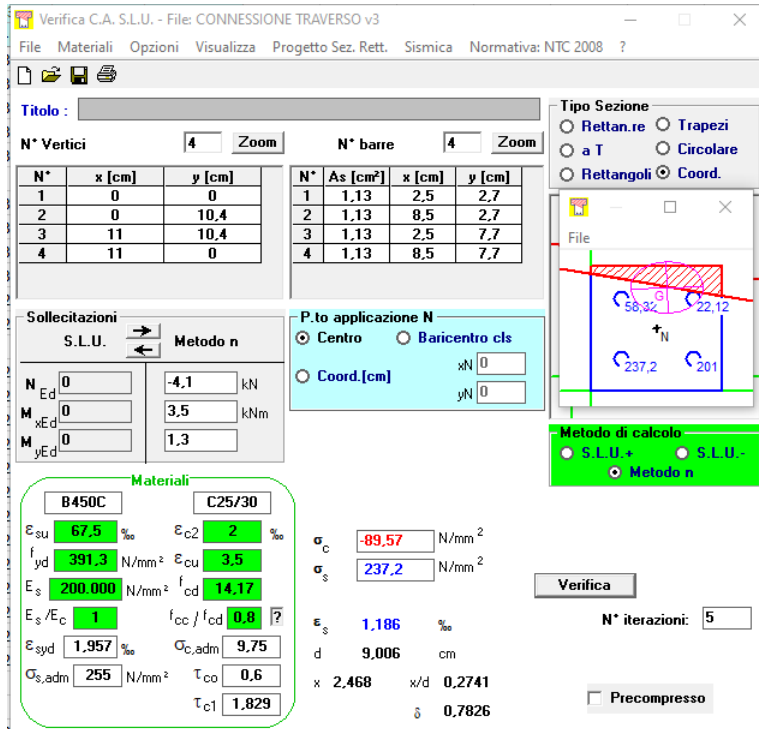 Verifica C.A. S.L.U. - File: CONNESSIONE TRAVERSO v3
File Materiali Opzioni Visualizza Progetto Sez. Rett. Sismica Normativa: NTC 2008 ?
Titolo :
N* Vertici 4 Zoom N* barre 4 Zoom
N* x [cm] y [cm]
1 0 0
2 0 10,4
3 11 10,4
4 11 0
N* As [cm²] x [cm] y [cm]
1 1,13 2,5 2,7
2 1,13 8,5 2,7
3 1,13 2,5 7,7
4 1,13 8,5 7,7
Tipo Sezione
Rettan.re Trapezi
a T Circolare
Rettangoli Coord.
File
58,32 G 22,12
N
237,2 201
Sollecitazioni
S.L.U. Metodo n
N Ed 0 -4,1 kN
M xEd 0 3,5 kNm
M yEd 0 1,3
P.to applicazione N
Centro Baricentro cls
Coord.[cm] xN 0
yN 0
Metodo di calcolo
S.L.U.+ S.L.U.-
Metodo n
Materiali
B450C C25/30
εsu 67,5 ‰ εc2 2 ‰
fyd 391,3 N/mm² εcu 3,5
Es 200.000 N/mm² fcd 14,17
Es/Ec 1 fcc / fcd 0,8 ?
εsyd 1,957 ‰ σc,adm 9,75
σs,adm 255 N/mm² τco 0,6
τc1 1,829
σc -89,57 N/mm²
σs 237,2 N/mm²
εs 1,186 ‰
d 9,006 cm
x 2,468 x/d 0,2741
δ 0,7826
Verifica
N* iterazioni: 5
Precompresso